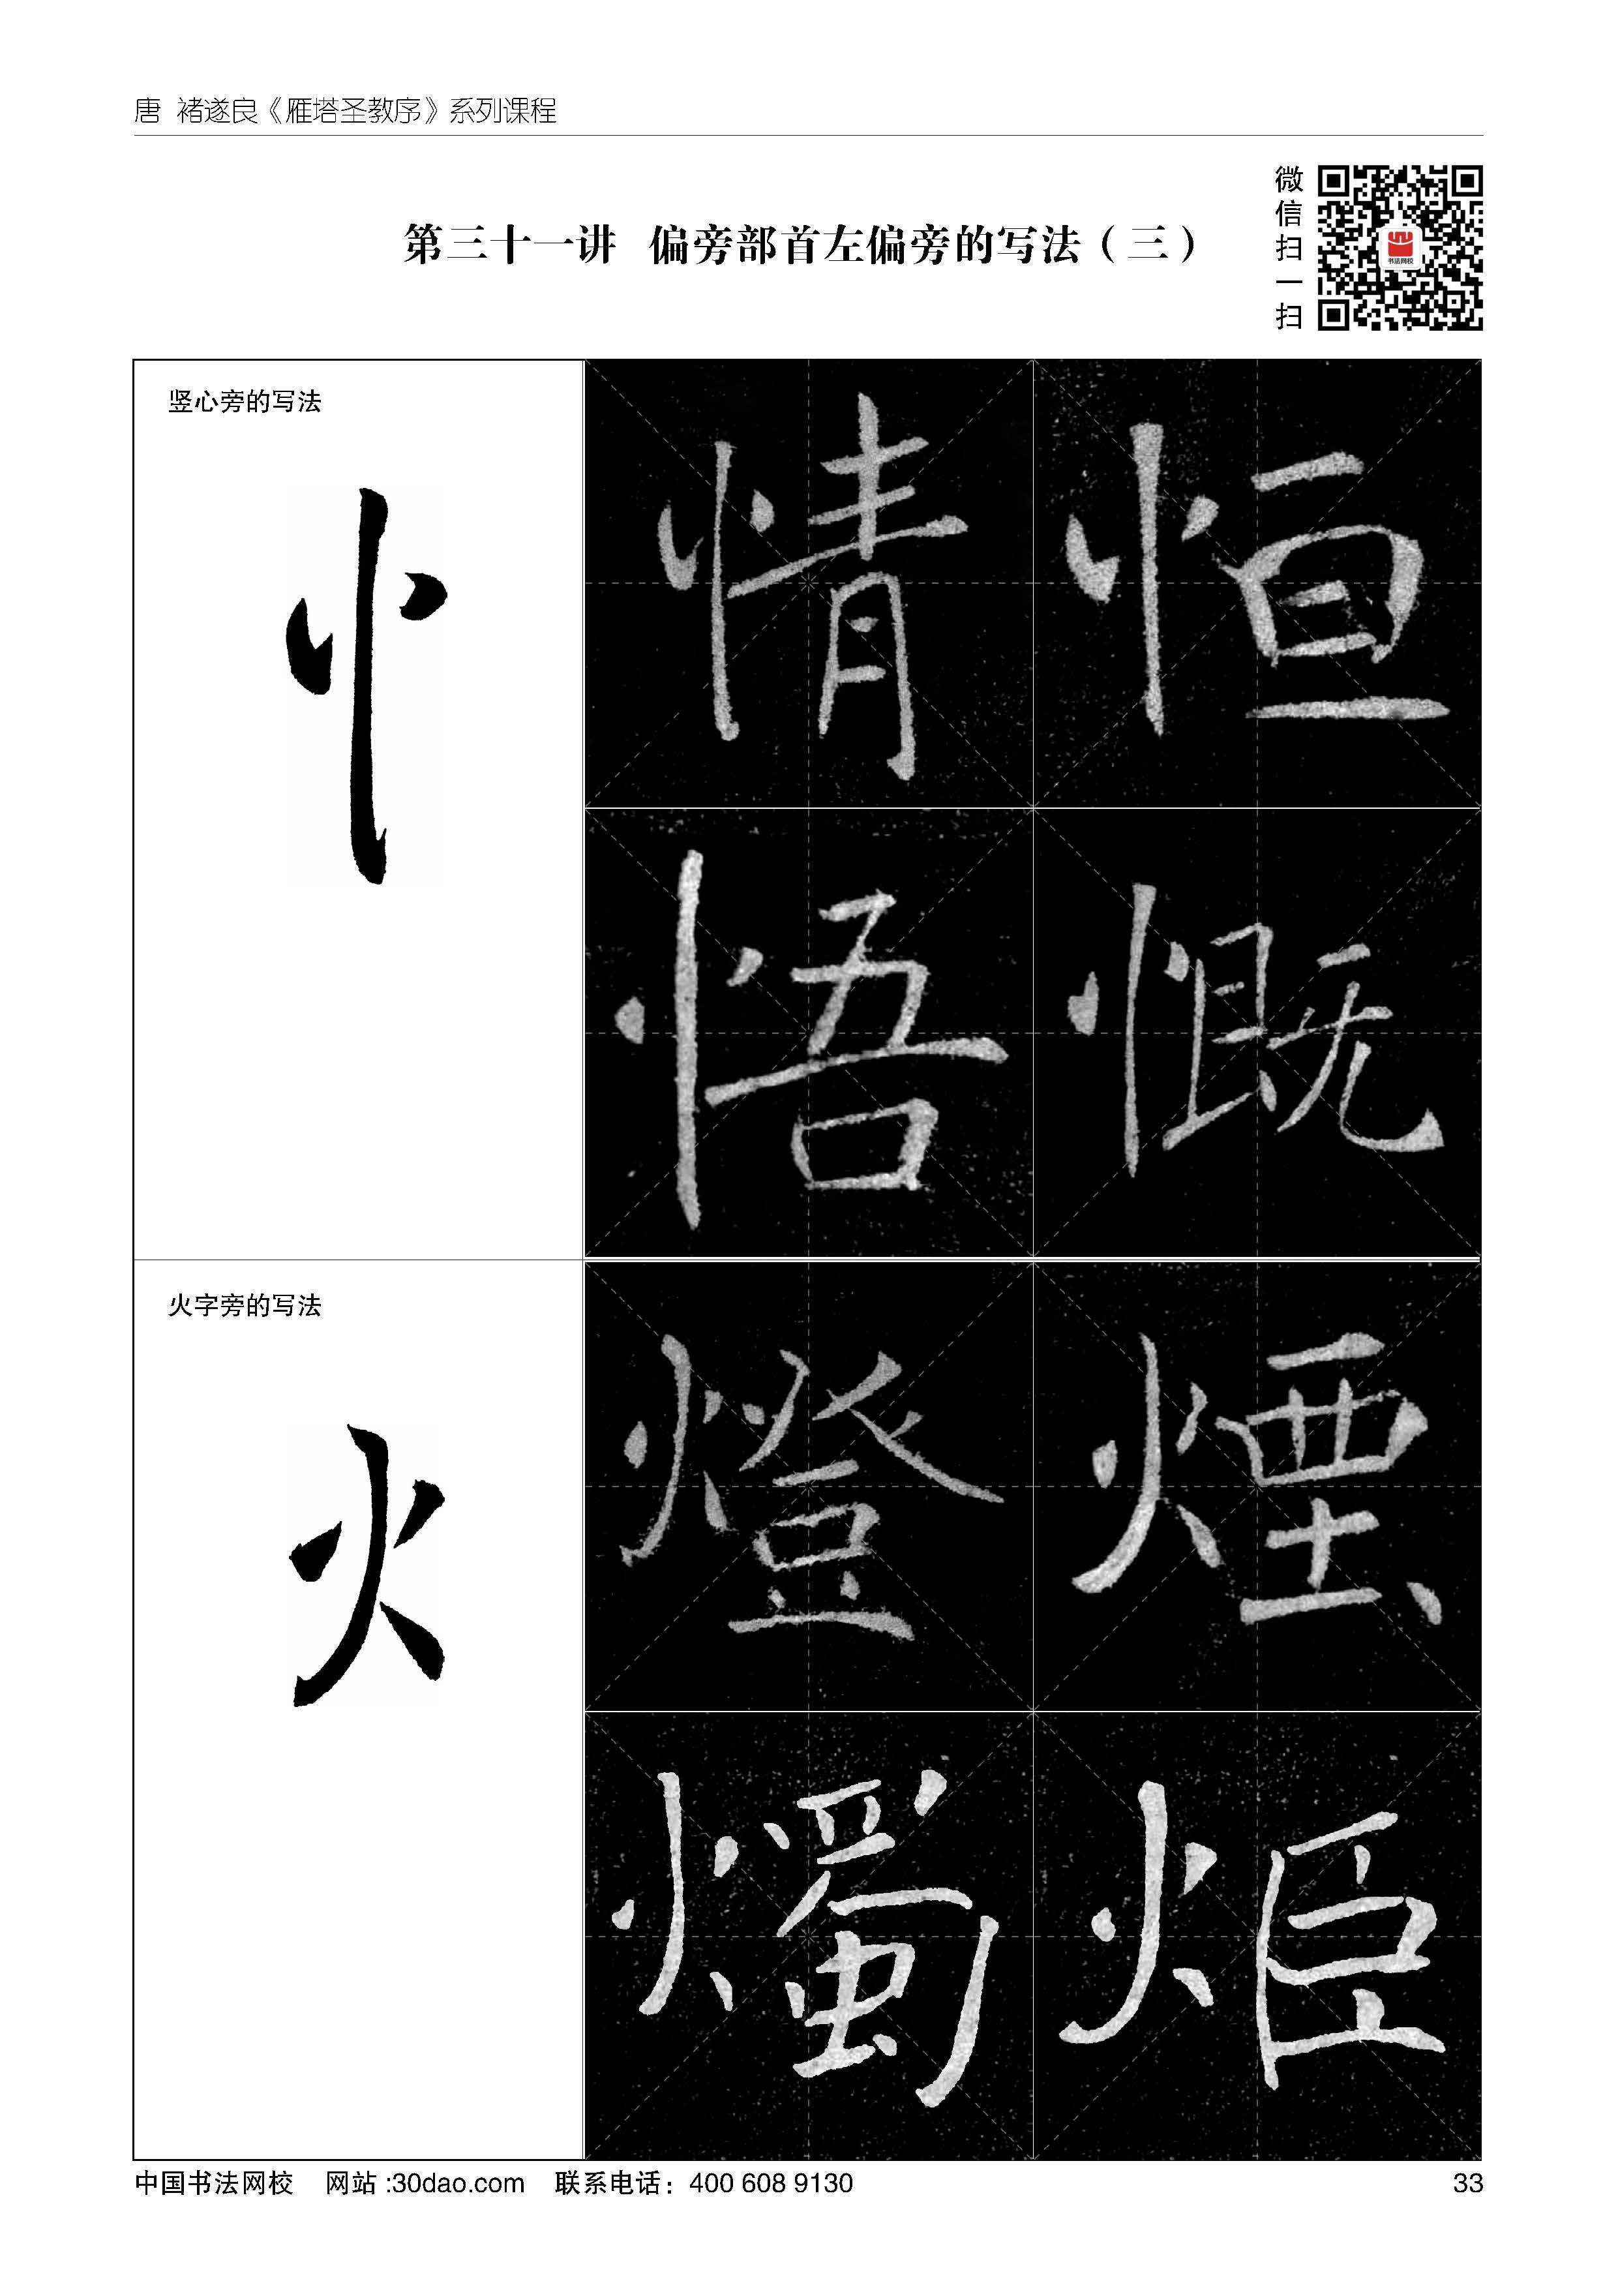 唐 褚遂良《雁塔圣教序》系列课程
第三十一讲 偏旁部首左偏旁的写法（三）
微信扫一扫
书法网校
竖心旁的写法
忄
情 恒
悟 慨
火字旁的写法
火
燈 煙
燭 炬
中国书法网校 网站:30dao.com 联系电话：400 608 9130
33